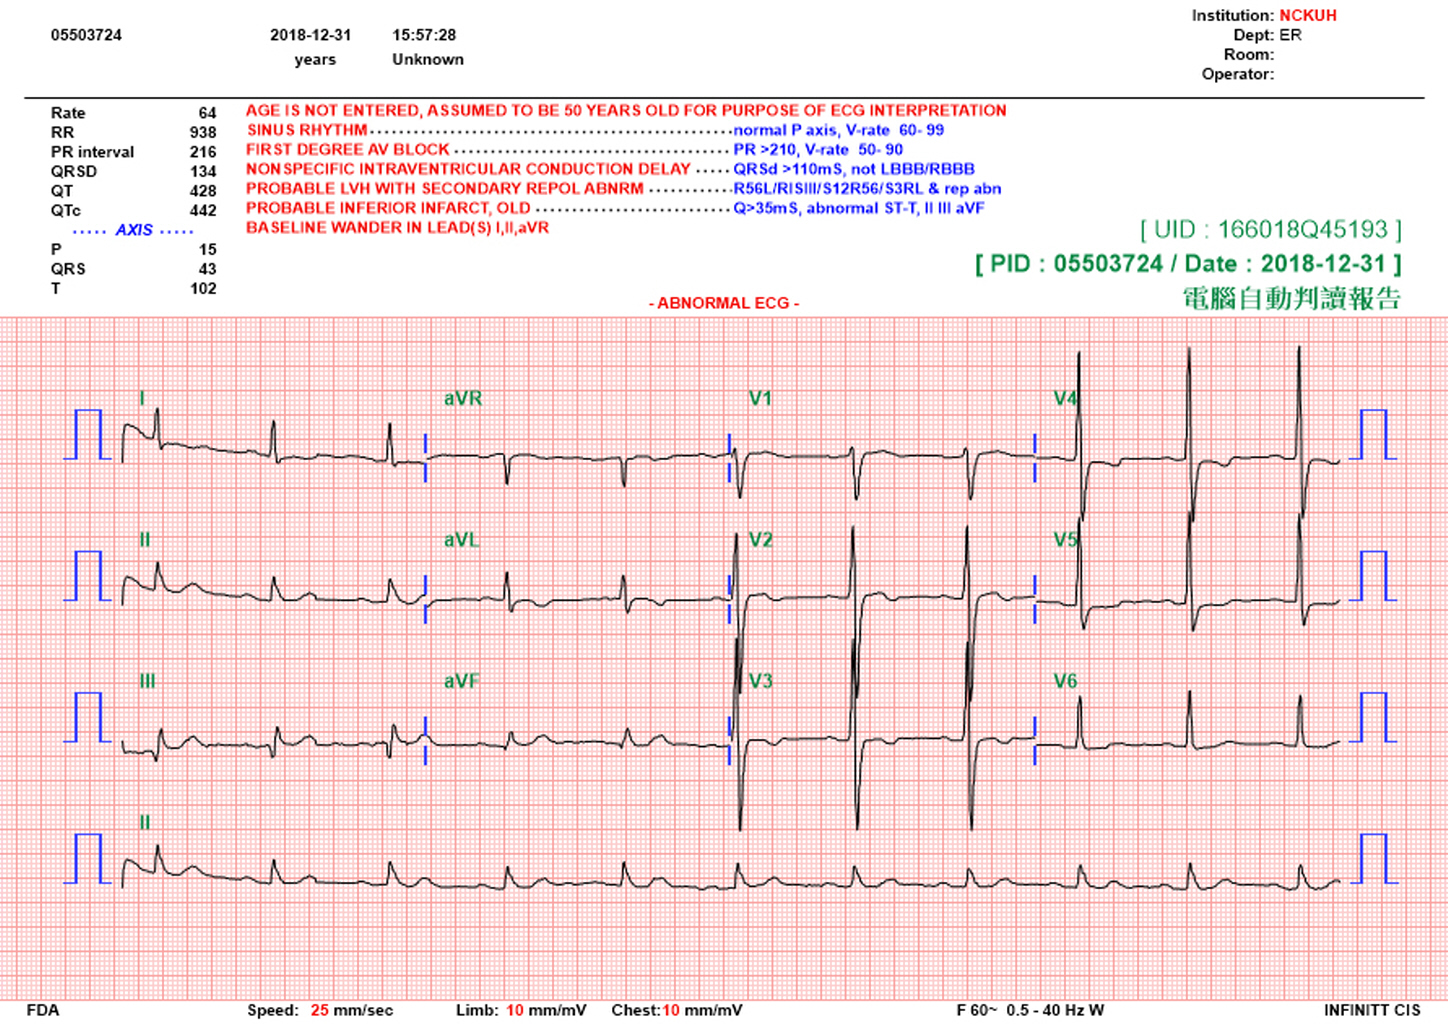 Institution: NCKUH
05503724 2018-12-31 15:57:28 Dept: ER
years Unknown Room:
Operator:
Rate 64 AGE IS NOT ENTERED, ASSUMED TO BE 50 YEARS OLD FOR PURPOSE OF ECG INTERPRETATION
RR 938 SINUS RHYTHM normal P axis, V-rate 60- 99
PR interval 216 FIRST DEGREE AV BLOCK PR >210, V-rate 50- 90
QRSD 134 NONSPECIFIC INTRAVENTRICULAR CONDUCTION DELAY QRSd >110mS, not LBBB/RBBB
QT 428 PROBABLE LVH WITH SECONDARY REPOL ABNRM R56L/RISIII/S12R56/S3RL & rep abn
QTc 442 PROBABLE INFERIOR INFARCT, OLD Q>35mS, abnormal ST-T, II III aVF
AXIS BASELINE WANDER IN LEAD(S) I,II,aVR
[ UID : 166018Q45193 ]
P 15
[ PID : 05503724 / Date : 2018-12-31 ]
QRS 43
T 102
電腦自動判讀報告
- ABNORMAL ECG -
I aVR V1 V4
II aVL V2 V5
III aVF V3 V6
II
FDA Speed: 25 mm/sec Limb: 10 mm/mV Chest:10 mm/mV F 60~ 0.5 - 40 Hz W INFINITT CIS